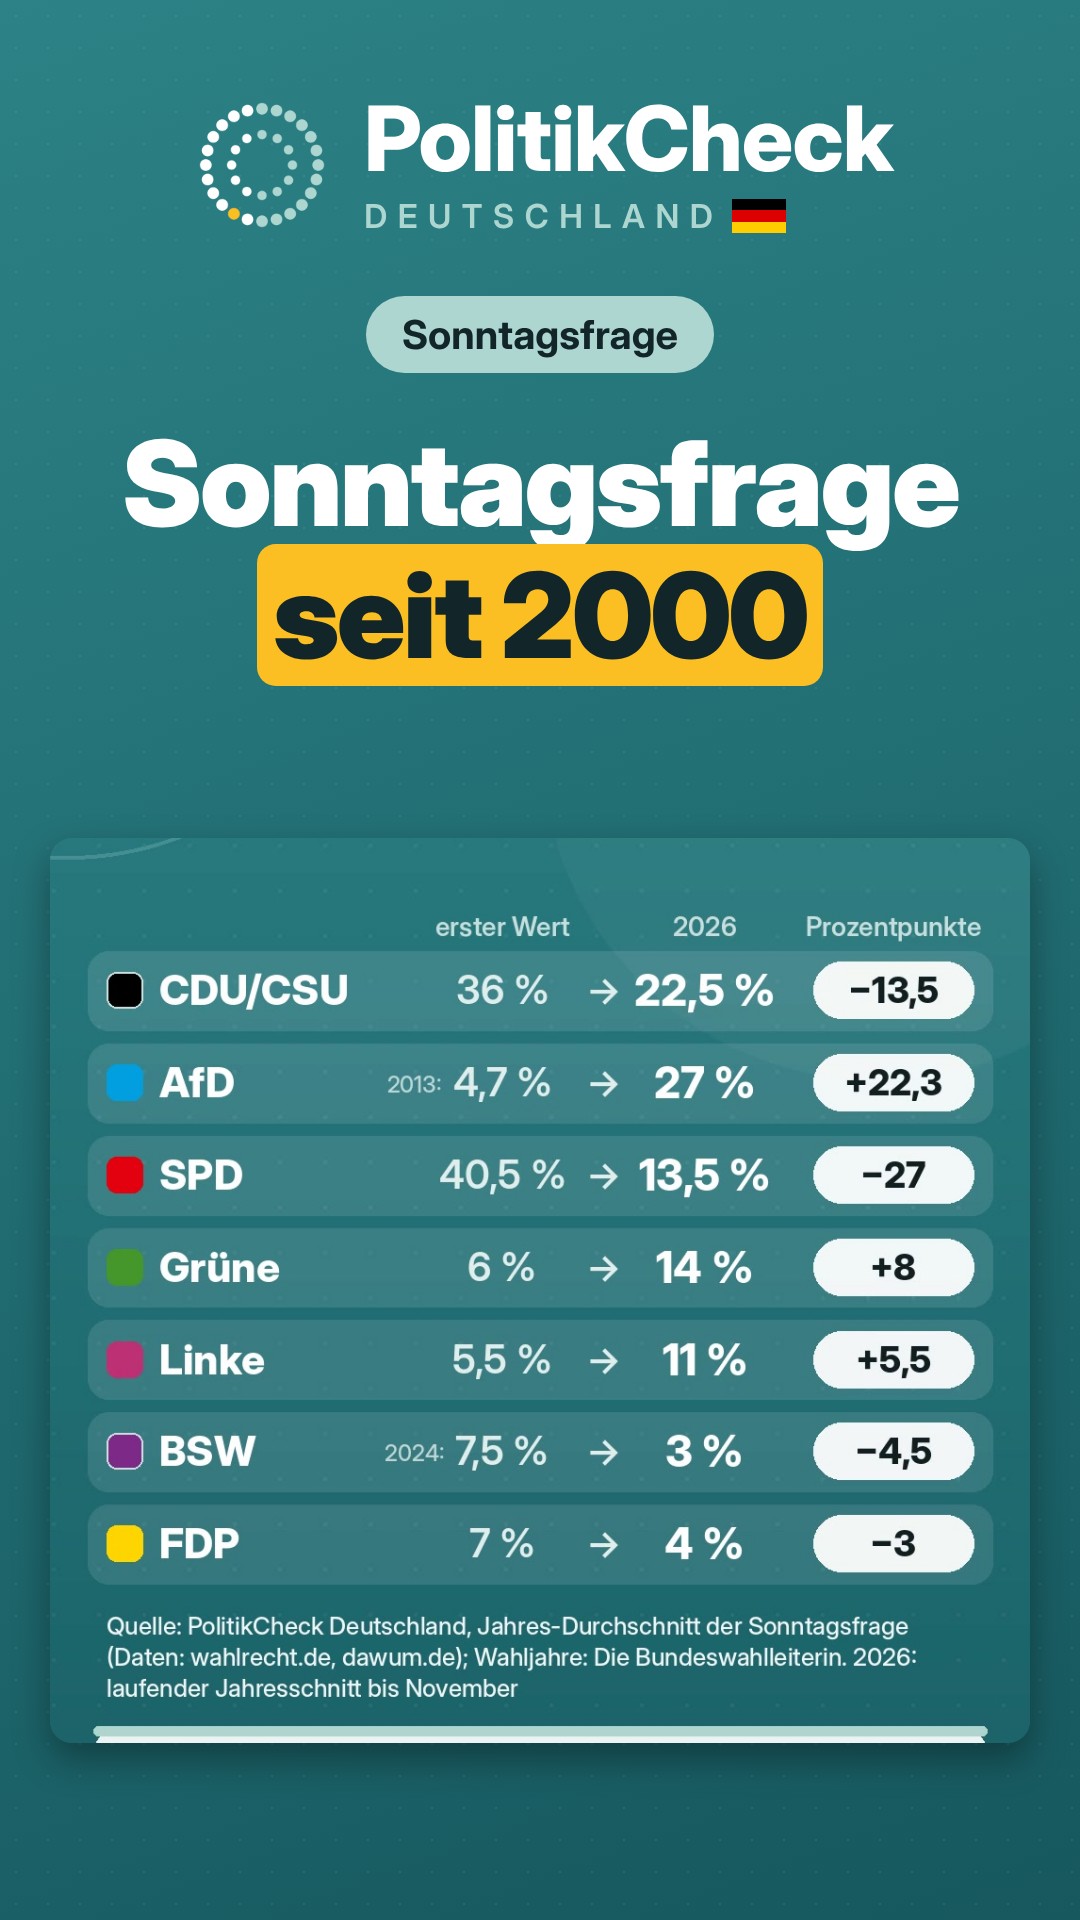 PolitikCheck
DEUTSCHLAND
Sonntagsfrage
Sonntagsfrage
seit 2000
erster Wert 2026 Prozentpunkte
CDU/CSU 36 % → 22,5 % −13,5
AfD 2013: 4,7 % → 27 % +22,3
SPD 40,5 % → 13,5 % −27
Grüne 6 % → 14 % +8
Linke 5,5 % → 11 % +5,5
BSW 2024: 7,5 % → 3 % −4,5
FDP 7 % → 4 % −3
Quelle: PolitikCheck Deutschland, Jahres-Durchschnitt der Sonntagsfrage
(Daten: wahlrecht.de, dawum.de); Wahljahre: Die Bundeswahlleiterin. 2026:
laufender Jahresschnitt bis November